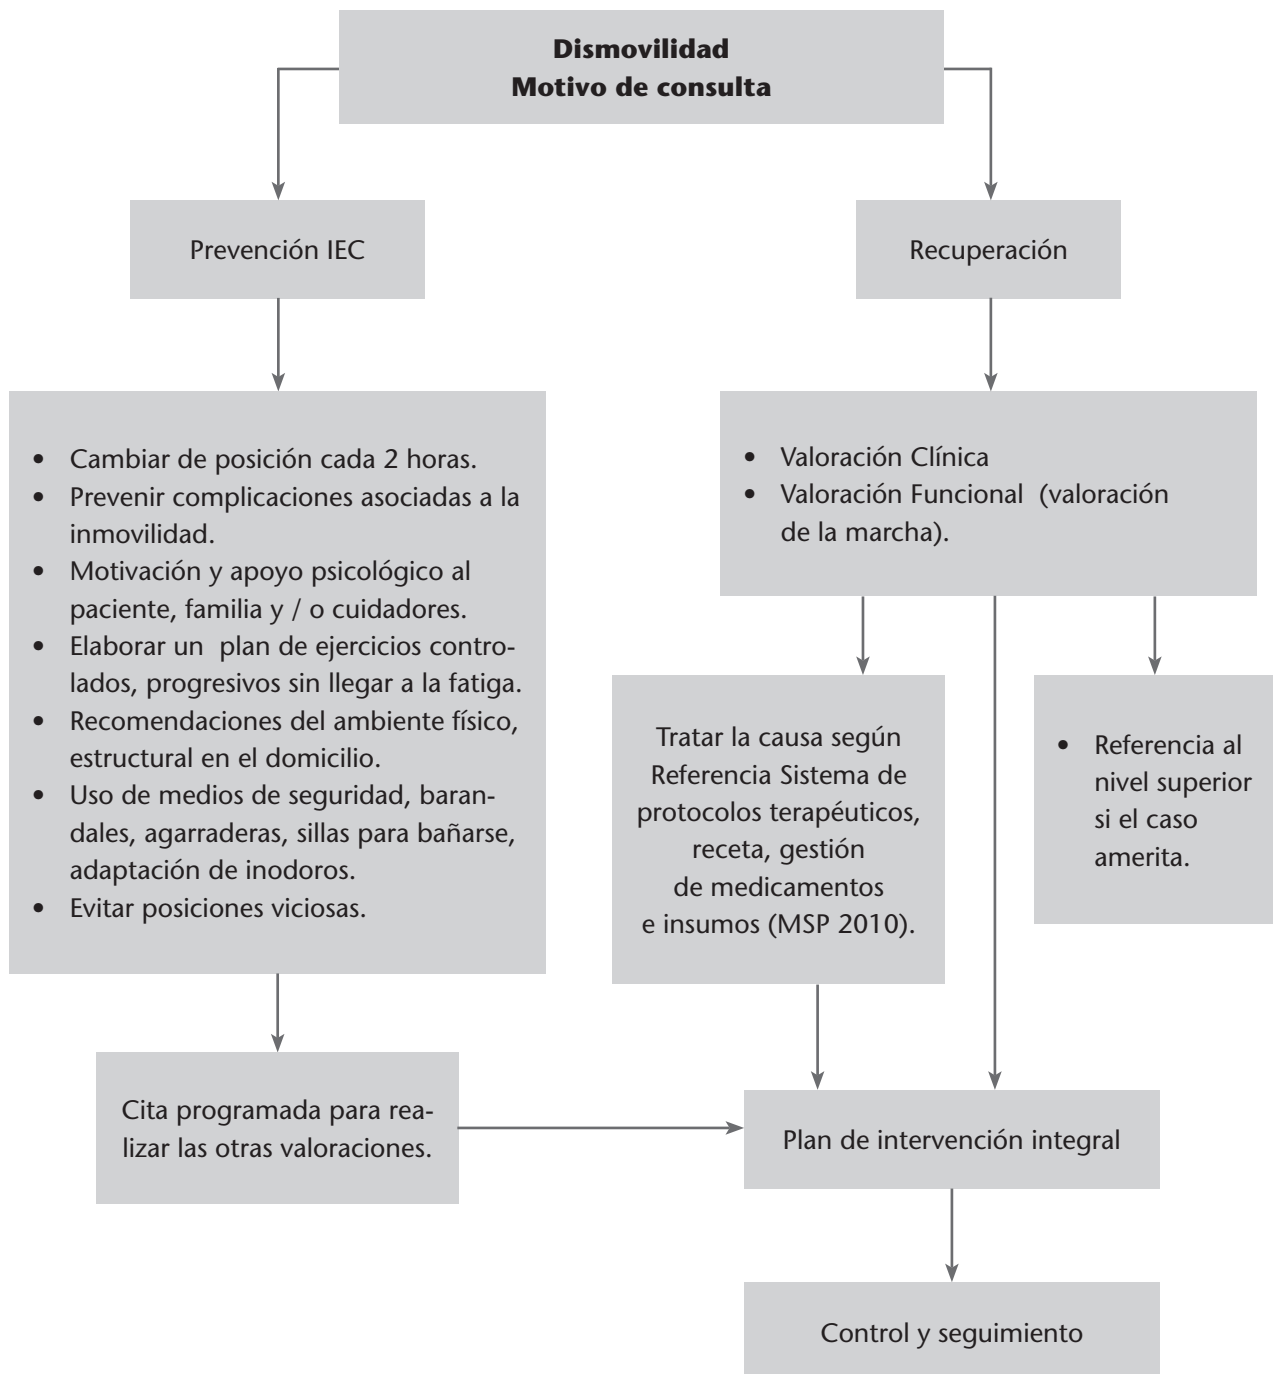 Dismovilidad
Motivo de consulta
Prevención IEC
Recuperación
• Cambiar de posición cada 2 horas.
• Prevenir complicaciones asociadas a la
inmovilidad.
• Motivación y apoyo psicológico al
paciente, familia y / o cuidadores.
• Elaborar un plan de ejercicios contro-
lados, progresivos sin llegar a la fatiga.
• Recomendaciones del ambiente físico,
estructural en el domicilio.
• Uso de medios de seguridad, baran-
dales, agarraderas, sillas para bañarse,
adaptación de inodoros.
• Evitar posiciones viciosas.
• Valoración Clínica
• Valoración Funcional (valoración
de la marcha).
Tratar la causa según
Referencia Sistema de
protocolos terapéuticos,
receta, gestión
de medicamentos
e insumos (MSP 2010).
• Referencia al
nivel superior
si el caso
amerita.
Cita programada para rea-
lizar las otras valoraciones.
Plan de intervención integral
Control y seguimiento